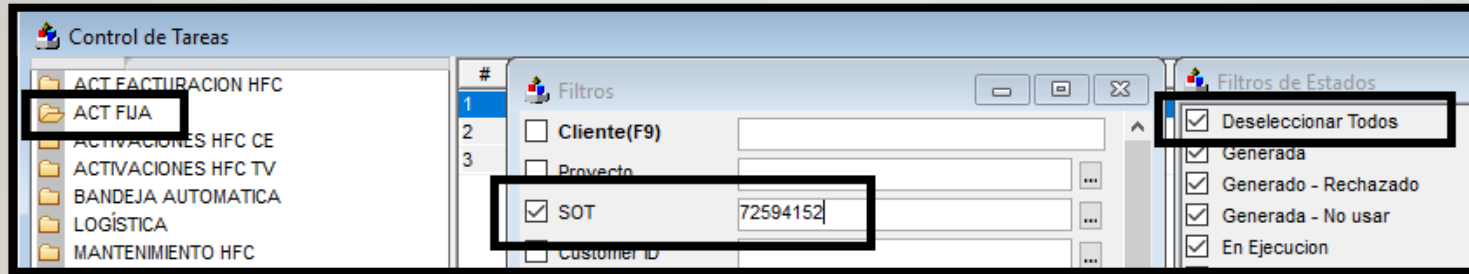 Control de Tareas
ACT FACTURACION HFC
ACT FIJA
ACTIVACIONES HFC CE
ACTIVACIONES HFC TV
BANDEJA AUTOMATICA
LOGÍSTICA
MANTENIMIENTO HFC
#
1
2
3
Filtros
Cliente(F9)
Proyecto
...
SOT
72594152
...
Customer ID
...
Filtros de Estados
Deseleccionar Todos
Generada
Generado - Rechazado
Generada - No usar
En Ejecucion